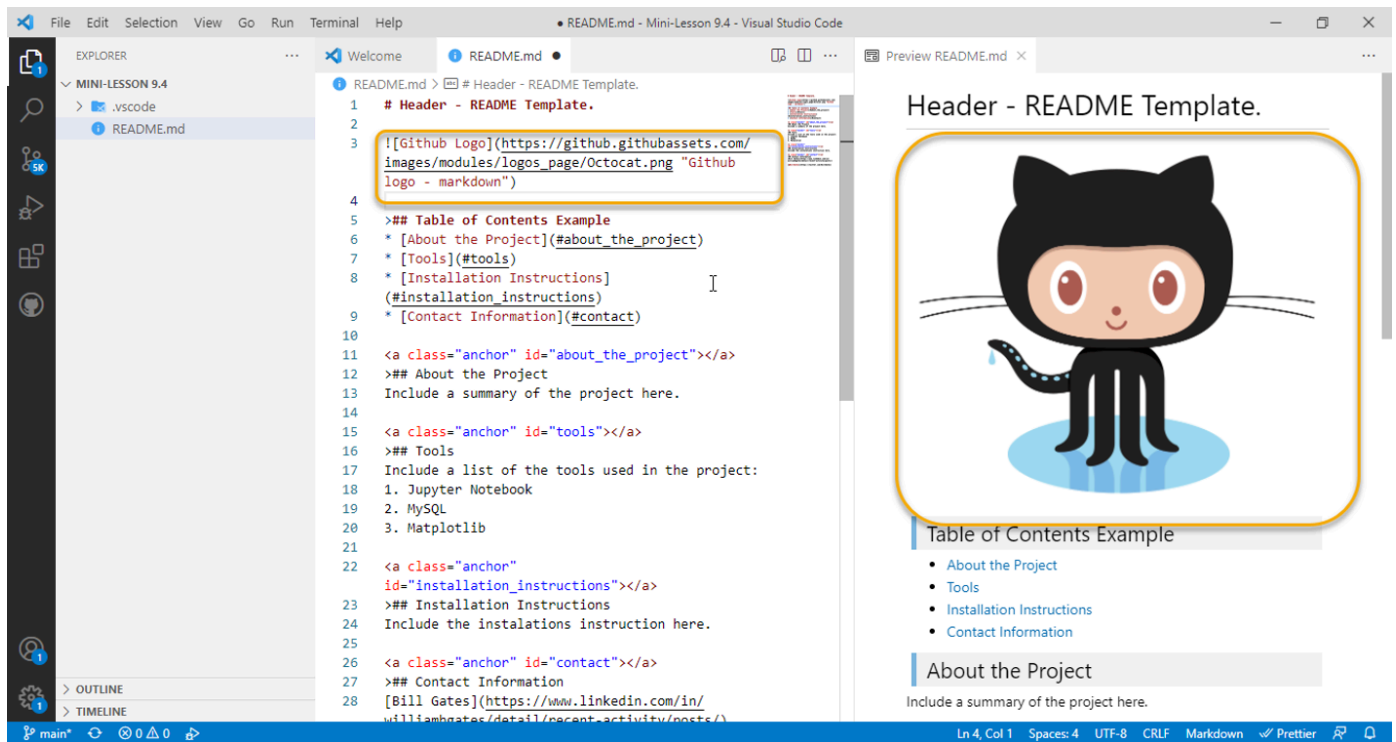 File Edit Selection View Go Run Terminal Help
● README.md - Mini-Lesson 9.4 - Visual Studio Code
EXPLORER
MINI-LESSON 9.4
.vscode
README.md
OUTLINE
TIMELINE
1
5K
1
1
Welcome
README.md
README.md > # Header - README Template.
1 # Header - README Template.
2
3 ![Github Logo](https://github.githubassets.com/
images/modules/logos_page/Octocat.png "Github
logo - markdown")
4
5 >## Table of Contents Example
6 * [About the Project](#about_the_project)
7 * [Tools](#tools)
8 * [Installation Instructions]
(#installation_instructions)
9 * [Contact Information](#contact)
10
11 <a class="anchor" id="about_the_project"></a>
12 >## About the Project
13 Include a summary of the project here.
14
15 <a class="anchor" id="tools"></a>
16 >## Tools
17 Include a list of the tools used in the project:
18 1. Jupyter Notebook
19 2. MySQL
20 3. Matplotlib
21
22 <a class="anchor"
id="installation_instructions"></a>
23 >## Installation Instructions
24 Include the instalations instruction here.
25
26 <a class="anchor" id="contact"></a>
27 >## Contact Information
28 [Bill Gates](https://www.linkedin.com/in/
williamhgates/detail/recent-activity/posts/)
Preview README.md
Header - README Template.
Table of Contents Example
• About the Project
• Tools
• Installation Instructions
• Contact Information
About the Project
Include a summary of the project here.
main* 0 0 Ln 4, Col 1 Spaces: 4 UTF-8 CRLF Markdown Prettier